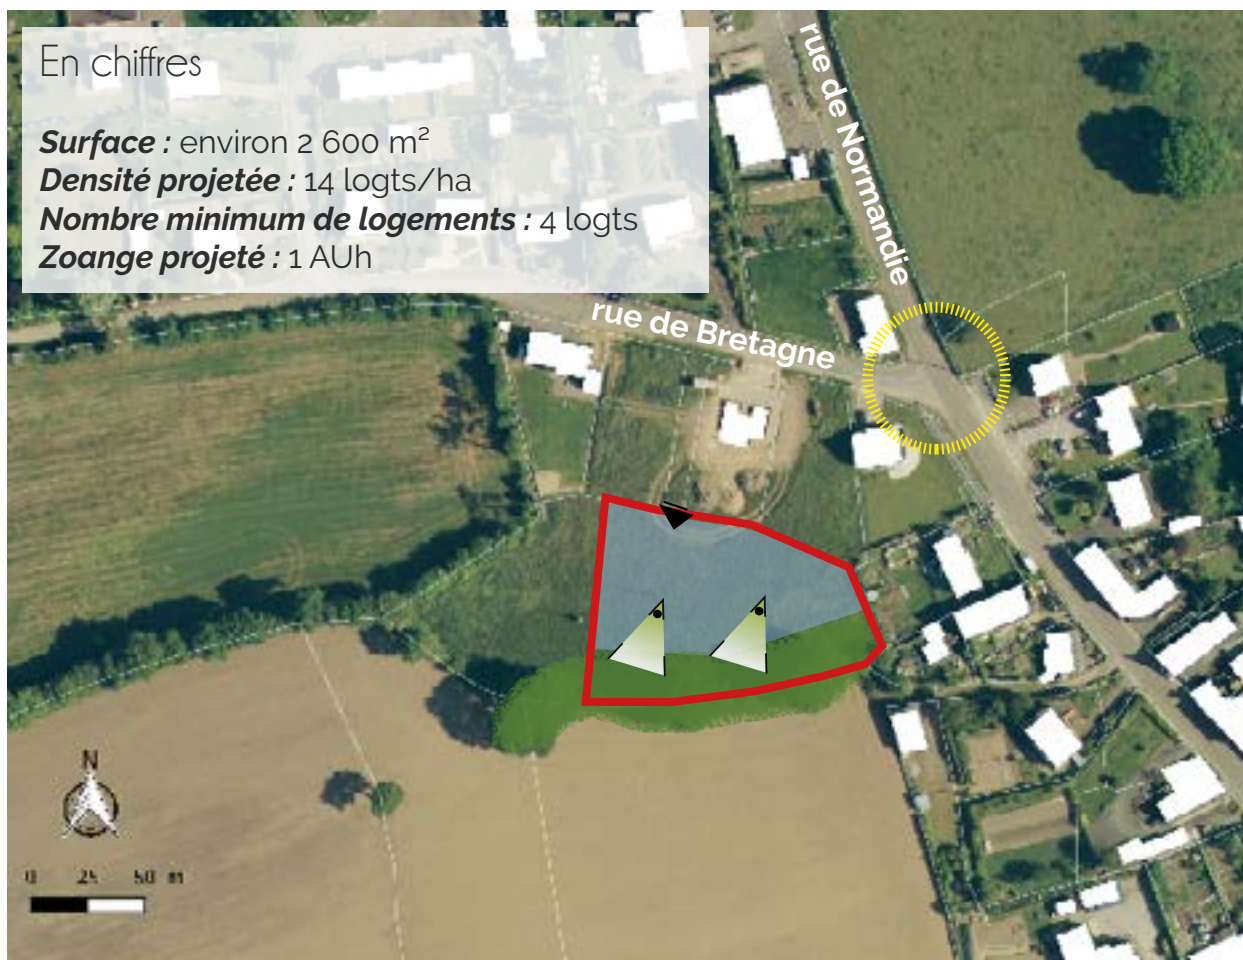 En chiffres
Surface : environ 2 600 m²
Densité projetée : 14 logts/ha
Nombre minimum de logements : 4 logts
Zoange projeté : 1 AUh
rue de Normandie
rue de Bretagne
N
0 25 50 m